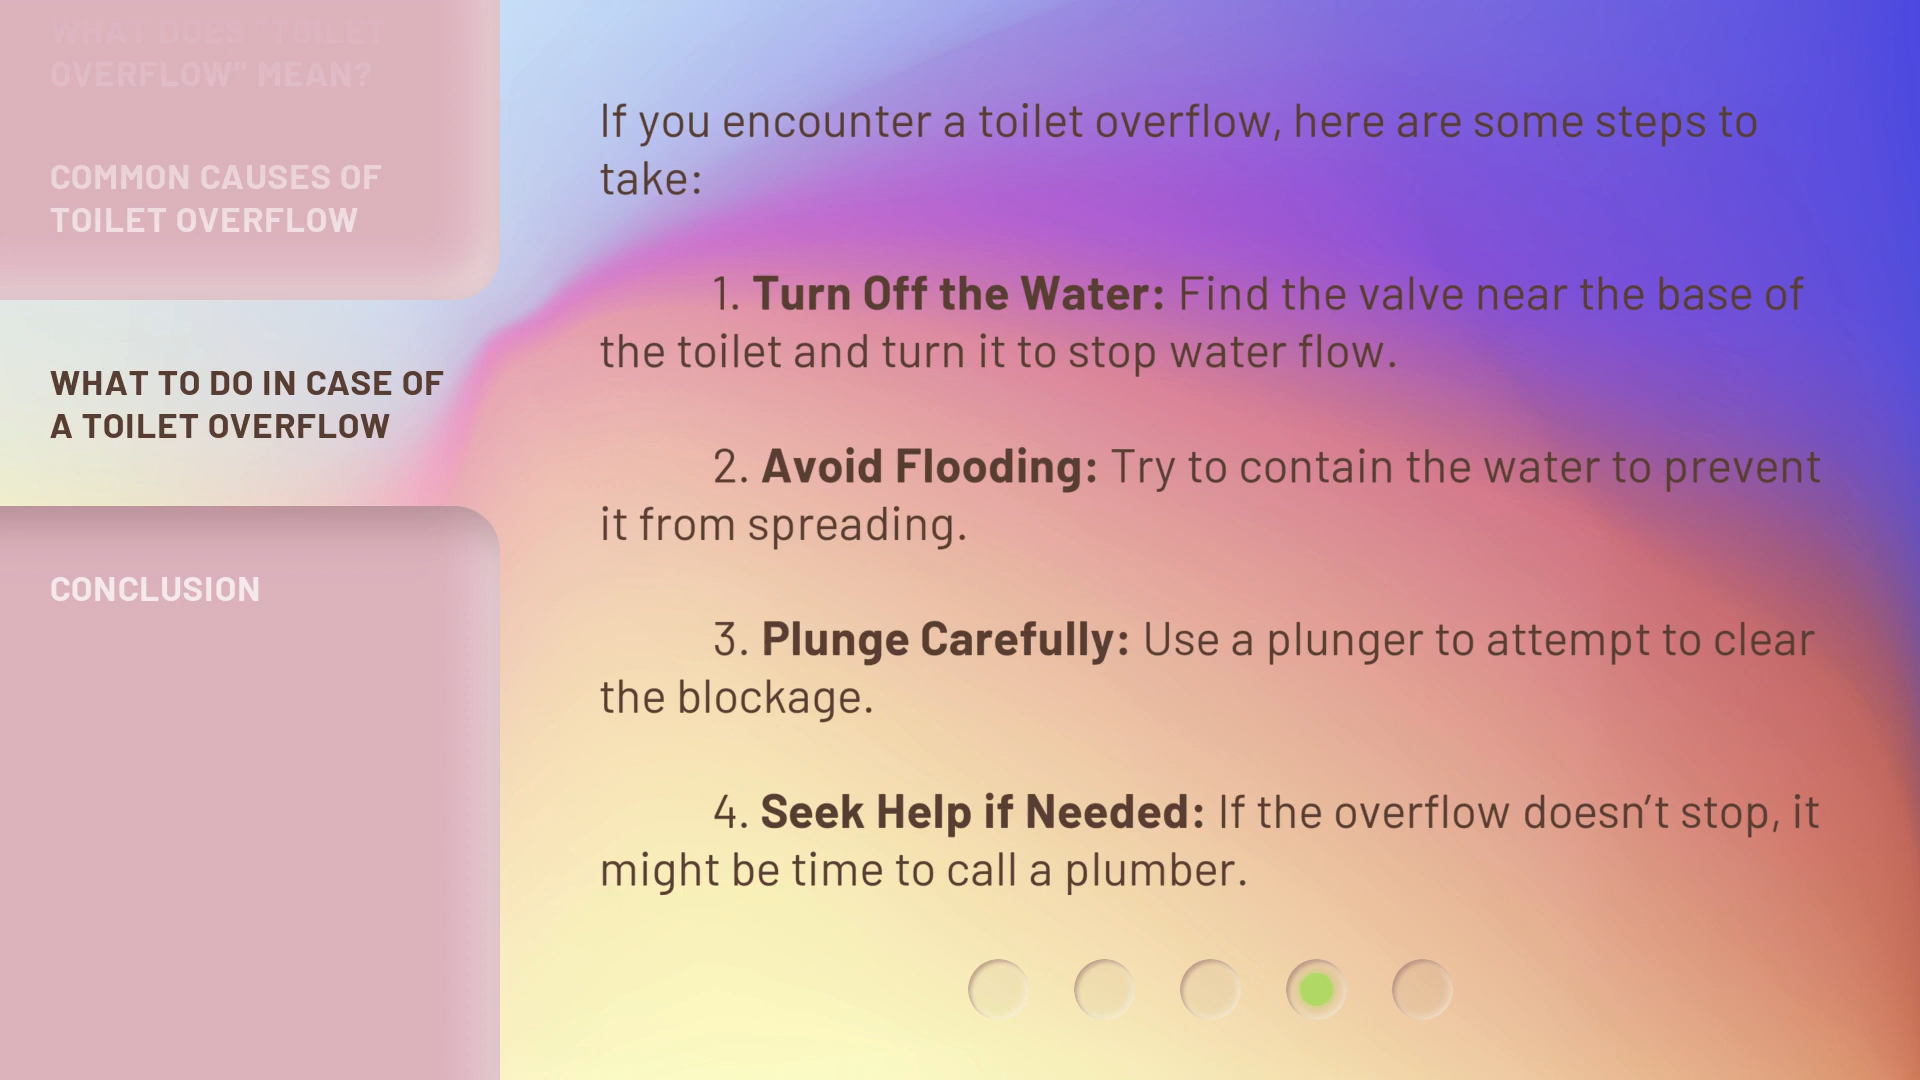 WHAT DOES "TOILET
OVERFLOW" MEAN?
COMMON CAUSES OF
TOILET OVERFLOW
WHAT TO DO IN CASE OF
A TOILET OVERFLOW
CONCLUSION
If you encounter a toilet overflow, here are some steps to
take:
1. Turn Off the Water: Find the valve near the base of
the toilet and turn it to stop water flow.
2. Avoid Flooding: Try to contain the water to prevent
it from spreading.
3. Plunge Carefully: Use a plunger to attempt to clear
the blockage.
4. Seek Help if Needed: If the overflow doesn’t stop, it
might be time to call a plumber.